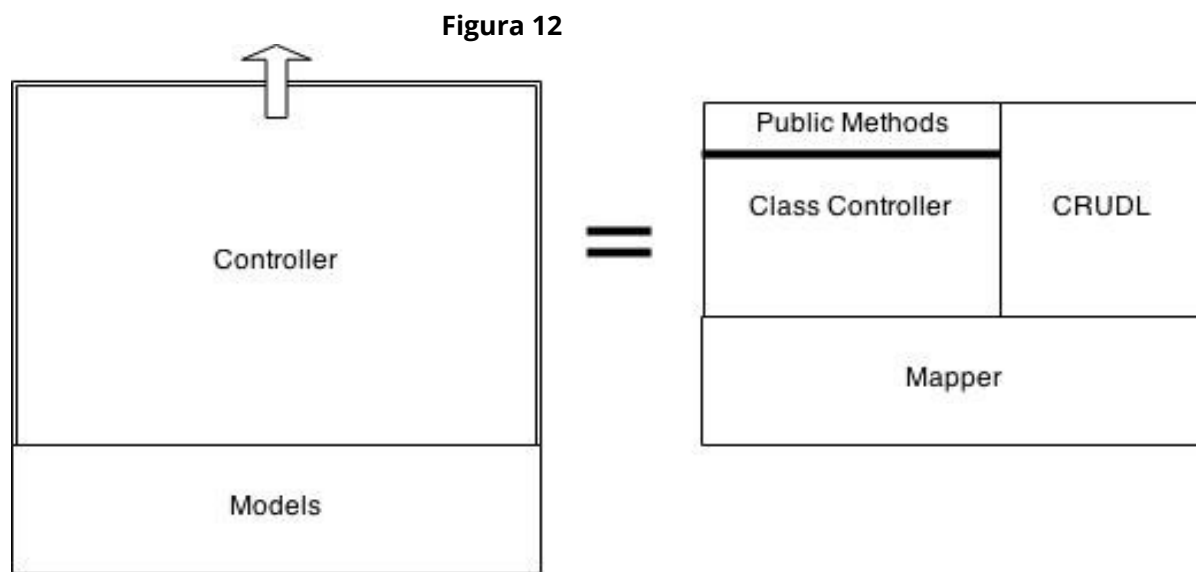 Figura 12
Controller
Models
=
Public Methods
Class Controller
CRUDL
Mapper